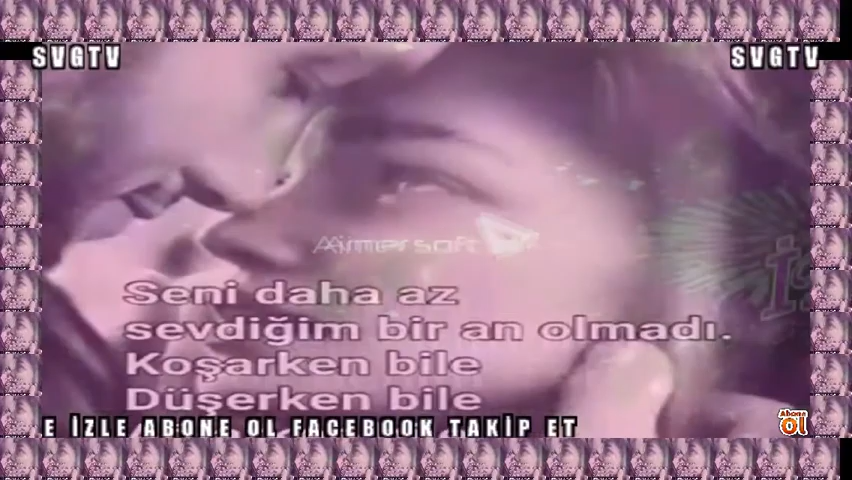 SVGTV
SVGTV
Aimersoft
Seni daha az
sevdiğim bir an olmadı.
Koşarken bile
Düşerken bile
E İZLE ABONE OL FACEBOOK TAKİP ET
Abone
Ol